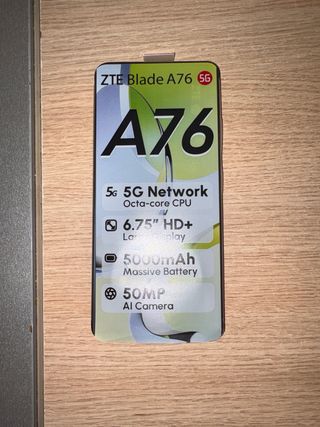 ZTE Blade A76 5G
A76
5G 5G Network
Octa-core CPU
6.75" HD+
Large Display
5000mAh
Massive Battery
50MP
AI Camera